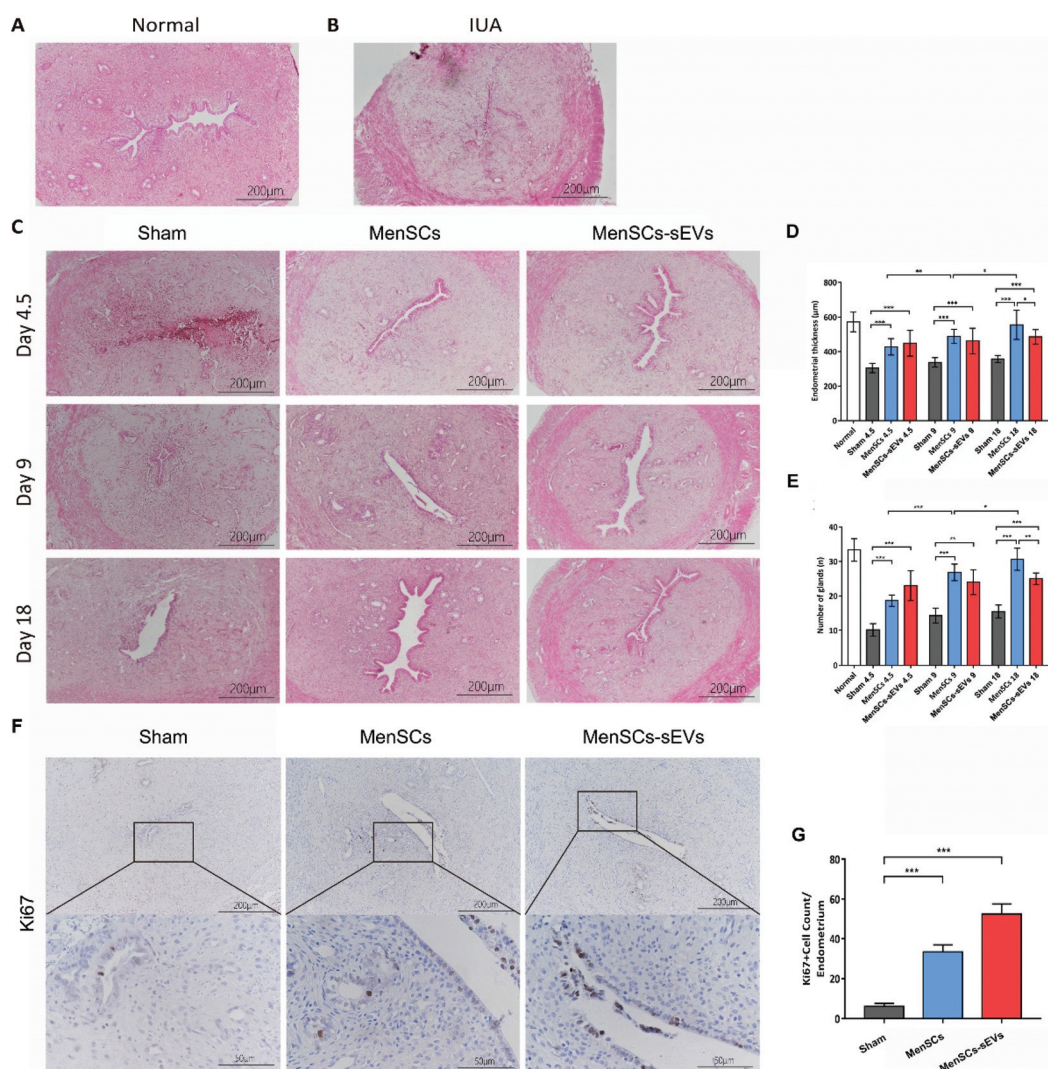 A
Normal
B
IUA
200µm
200µm
C
Sham
MenSCs
MenSCs-sEVs
Day 4.5
200µm
200µm
200µm
Day 9
200µm
200µm
200µm
Day 18
200µm
200µm
200µm
D
Endometrial thickness (µm)
800
600
400
200
Normal
Sham 4.5
MenSCs 4.5
MenSCs-sEVs 4.5
Sham 9
MenSCs 9
MenSCs-sEVs 9
Sham 18
MenSCs 18
MenSCs-sEVs 18
** *
*** *** *** *** *** *** *
E
Number of glands (n)
40
30
20
10
0
Normal
Sham 4.5
MenSCs 4.5
MenSCs-sEVs 4.5
Sham 9
MenSCs 9
MenSCs-sEVs 9
Sham 18
MenSCs 18
MenSCs-sEVs 18
*** *
*** *** *** ** *** *** **
F
Sham
MenSCs
MenSCs-sEVs
Ki67
200µm
200µm
200µm
50µm
50µm
50µm
G
Ki67+Cell Count/
Endometrium
80
60
40
20
0
***
***
Sham
MenSCs
MenSCs-sEVs